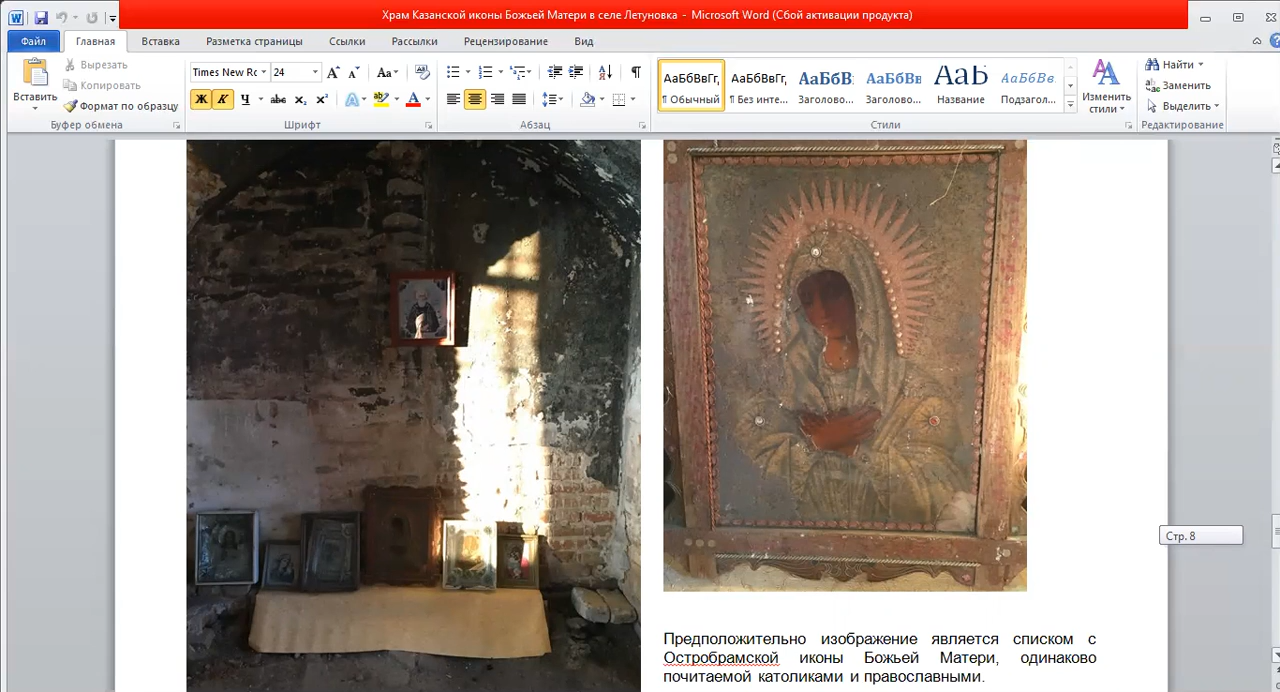 Храм Казанской иконы Божьей Матери в селе Летуновка - Microsoft Word (Сбой активации продукта)
Файл Главная Вставка Разметка страницы Ссылки Рассылки Рецензирование Вид
Вставить
Вырезать
Копировать
Формат по образцу
Буфер обмена
Times New Rc 24
Ж К Ч abc x₂ x²
Шрифт
Абзац
АаБбВвГг, АаБбВвГг, АаБбВ АаБбВв АаБ АаБбВв.
Обычный Без инте... Заголово... Заголово... Название Подзагол...
Стили
Изменить
стили
Найти
Заменить
Выделить
Редактирование
Стр. 8
Предположительно изображение является списком с
Остробрамской иконы Божьей Матери, одинаково
почитаемой католиками и православными.